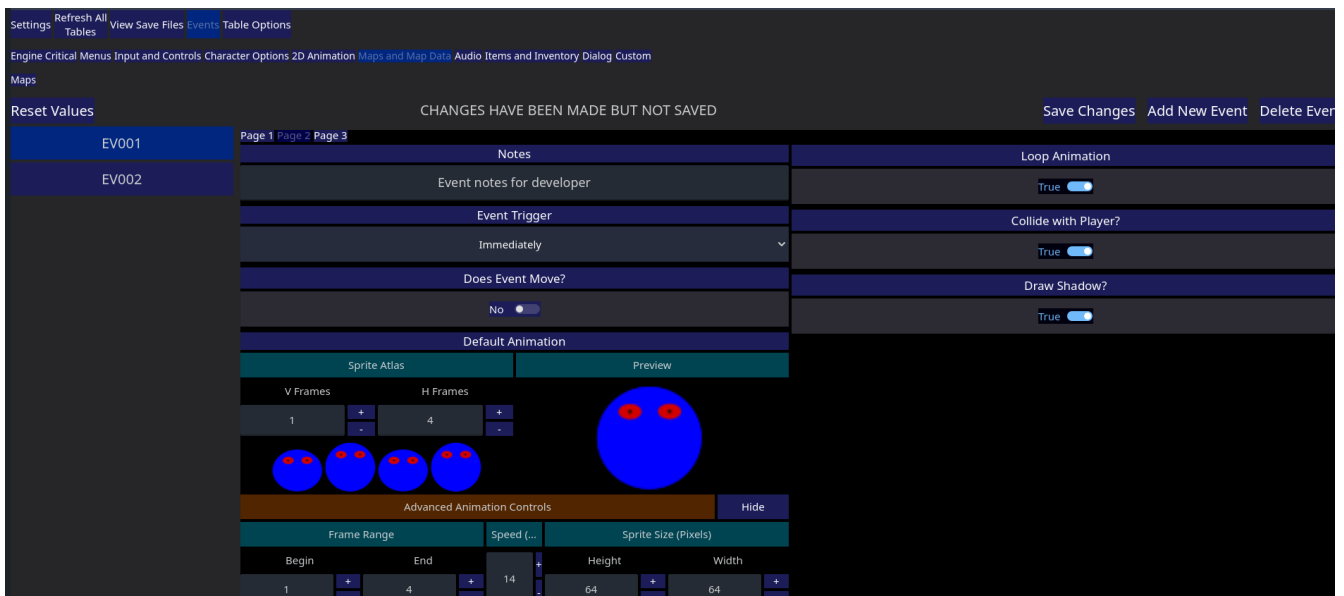 Settings Refresh All Tables View Save Files Events Table Options
Engine Critical Menus Input and Controls Character Options 2D Animation Maps and Map Data Audio Items and Inventory Dialog Custom
Maps
Reset Values CHANGES HAVE BEEN MADE BUT NOT SAVED Save Changes Add New Event Delete Even
EV001
EV002
Page 1 Page 2 Page 3
Notes
Event notes for developer
Event Trigger
Immediately
Does Event Move?
No
Default Animation
Sprite Atlas Preview
V Frames H Frames
1 + - 4 + -
Advanced Animation Controls Hide
Frame Range Speed (... Sprite Size (Pixels)
Begin End Height Width
1 + 4 + 14 + - 64 + 64 +
Loop Animation
True
Collide with Player?
True
Draw Shadow?
True